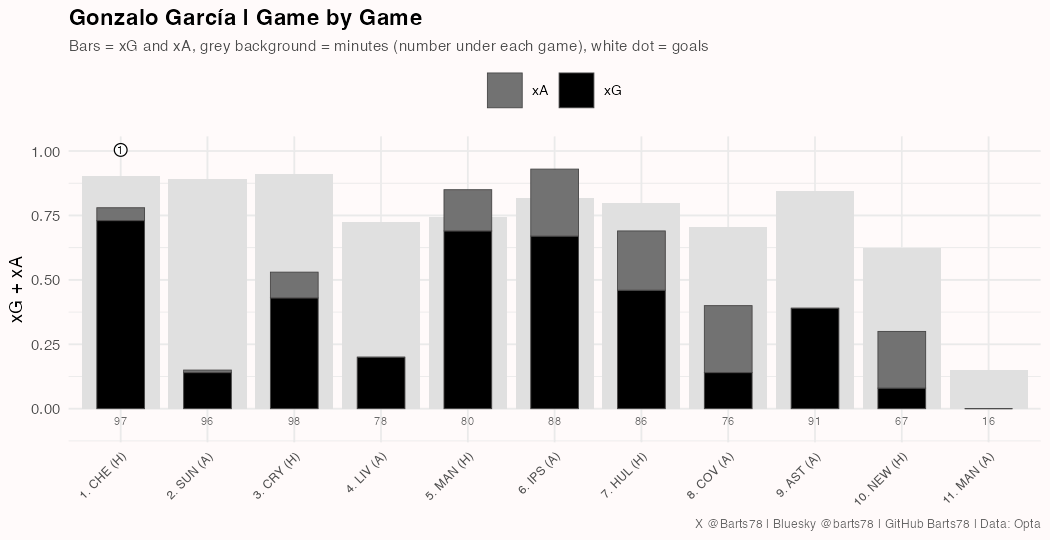 Gonzalo García | Game by Game
Bars = xG and xA, grey background = minutes (number under each game), white dot = goals
xA xG
xG + xA
1.00
0.75
0.50
0.25
0.00
1
97 96 98 78 80 88 86 76 91 67 16
1. CHE (H)
2. SUN (A)
3. CRY (H)
4. LIV (A)
5. MAN (H)
6. IPS (A)
7. HUL (H)
8. COV (A)
9. AST (A)
10. NEW (H)
11. MAN (A)
X @Barts78 | Bluesky @barts78 | GitHub Barts78 | Data: Opta